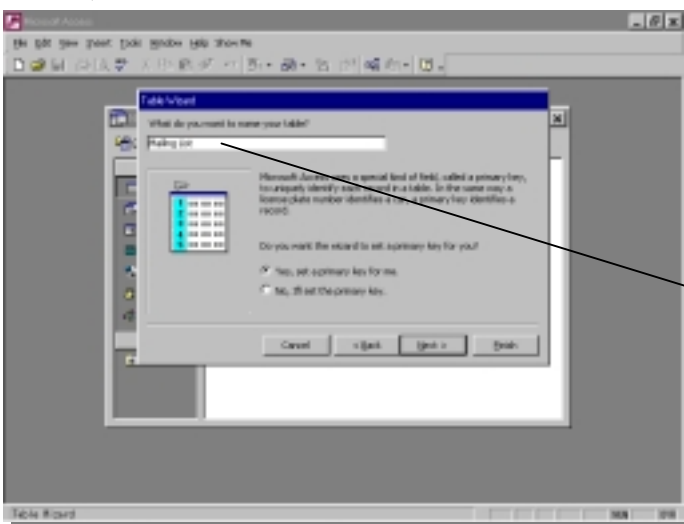 Microsoft Access
File Edit View Insert Tools Window Help Show Me
Table Wizard
What do you want to name your table?
Mailing List
Microsoft Access uses a special kind of field, called a primary key,
to uniquely identify each record in a table. In the same way a
license plate number identifies a car, a primary key identifies a
record.
Do you want the wizard to set a primary key for you?
Yes, set a primary key for me.
No, I'll set the primary key.
Cancel < Back Next > Finish
Table Wizard NUM